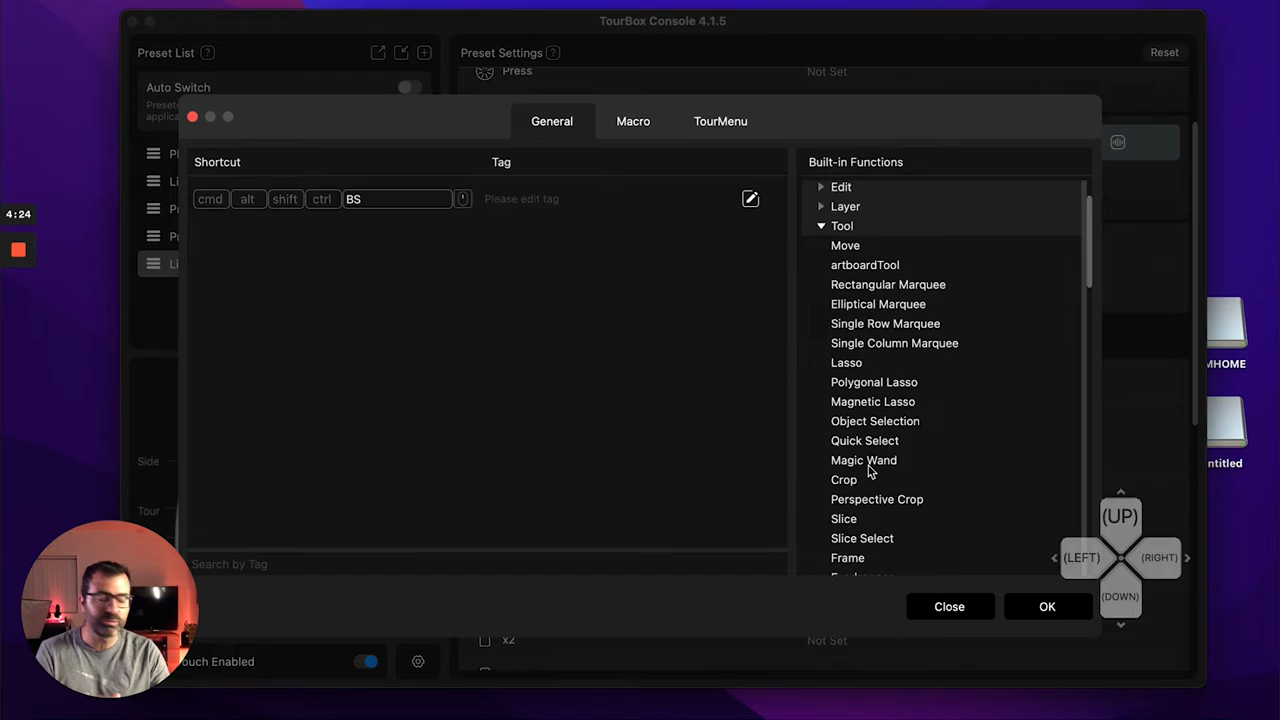 TourBox Console 4.1.5
Preset List ?
Preset Settings ?
Reset
Press
Not Set
Auto Switch
Presets
applica
General
Macro
TourMenu
Shortcut
Tag
Built-in Functions
cmd alt shift ctrl BS
Please edit tag
Edit
Layer
Tool
Move
artboardTool
Rectangular Marquee
Elliptical Marquee
Single Row Marquee
Single Column Marquee
Lasso
Polygonal Lasso
Magnetic Lasso
Object Selection
Quick Select
Magic Wand
Crop
Perspective Crop
Slice
Slice Select
Frame
4:24
MHOME
ntitled
Side
Tour
Search by Tag
Close
OK
(UP)
(LEFT)
(RIGHT)
(DOWN)
x2
Not Set
ouch Enabled